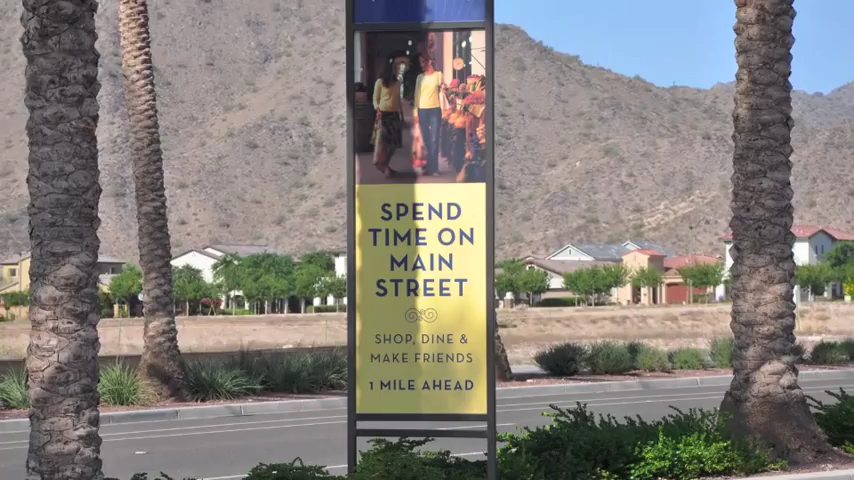 SPEND
TIME ON
MAIN
STREET
SHOP, DINE &
MAKE FRIENDS
1 MILE AHEAD